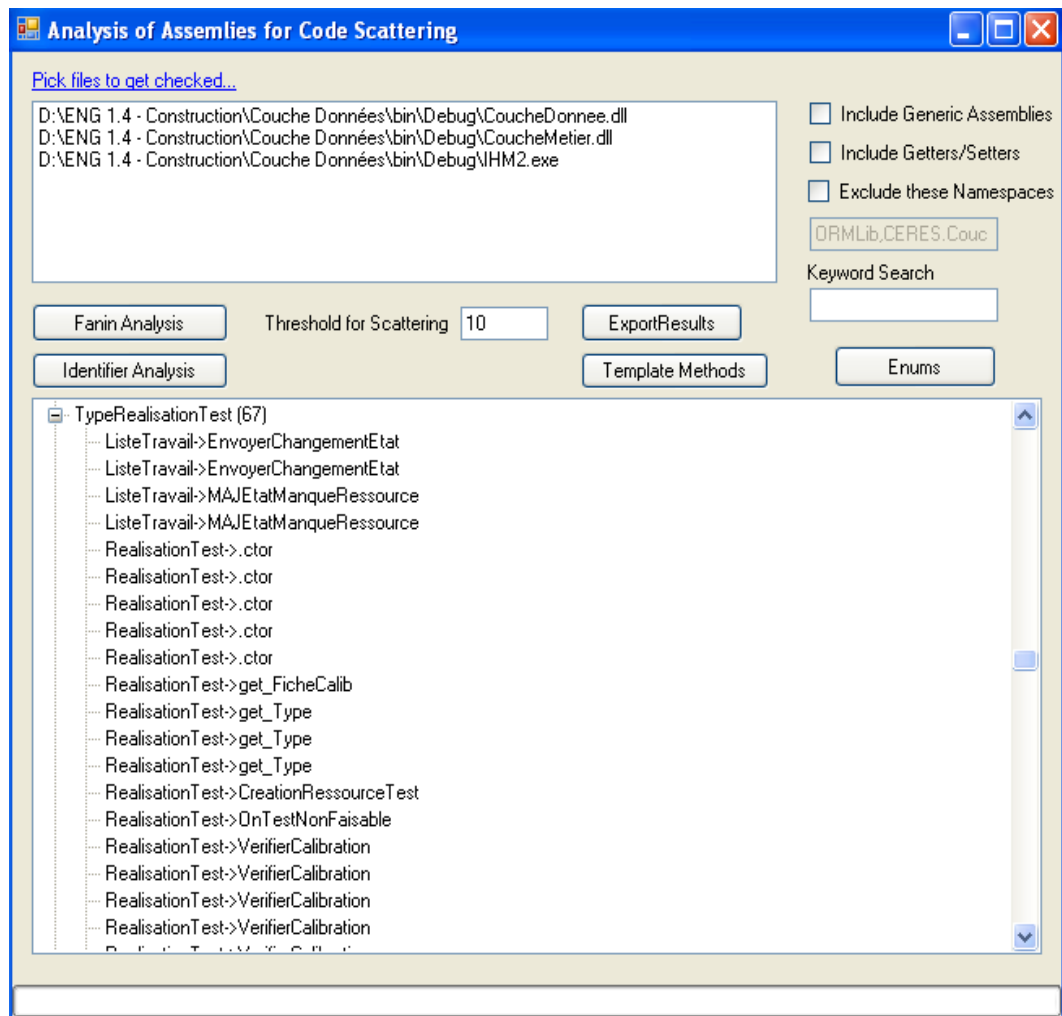 Analysis of Assemlies for Code Scattering
Pick files to get checked...
D:\ENG 1.4 - Construction\Couche Données\bin\Debug\CoucheDonnee.dll
D:\ENG 1.4 - Construction\Couche Données\bin\Debug\CoucheMetier.dll
D:\ENG 1.4 - Construction\Couche Données\bin\Debug\IHM2.exe
Include Generic Assemblies
Include Getters/Setters
Exclude these Namespaces
ORMLib,CERES.Couc
Keyword Search
Fanin Analysis
Threshold for Scattering
10
ExportResults
Identifier Analysis
Template Methods
Enums
TypeRealisationTest (67)
ListeTravail->EnvoyerChangementEtat
ListeTravail->EnvoyerChangementEtat
ListeTravail->MAJEtatManqueRessource
ListeTravail->MAJEtatManqueRessource
RealisationTest->.ctor
RealisationTest->.ctor
RealisationTest->.ctor
RealisationTest->.ctor
RealisationTest->.ctor
RealisationTest->get_FicheCalib
RealisationTest->get_Type
RealisationTest->get_Type
RealisationTest->get_Type
RealisationTest->CreationRessourceTest
RealisationTest->OnTestNonFaisable
RealisationTest->VerifierCalibration
RealisationTest->VerifierCalibration
RealisationTest->VerifierCalibration
RealisationTest->VerifierCalibration